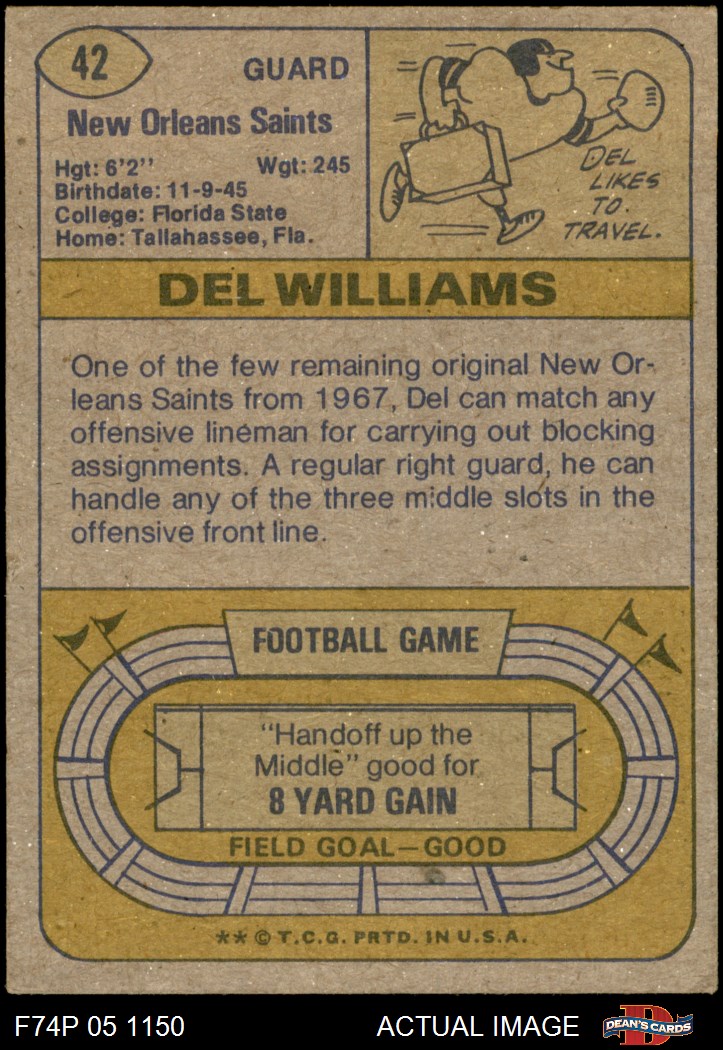 42
GUARD
New Orleans Saints
Hgt: 6'2'' Wgt: 245
Birthdate: 11-9-45
College: Florida State
Home: Tallahassee, Fla.
DEL
LIKES
TO.
TRAVEL.
DEL WILLIAMS
One of the few remaining original New Or-
leans Saints from 1967, Del can match any
offensive lineman for carrying out blocking
assignments. A regular right guard, he can
handle any of the three middle slots in the
offensive front line.
FOOTBALL GAME
"Handoff up the
Middle" good for
8 YARD GAIN
FIELD GOAL—GOOD
** © T.C.G. PRTD. IN U.S.A.
F74P 05 1150
ACTUAL IMAGE
D
DEAN'S CARDS